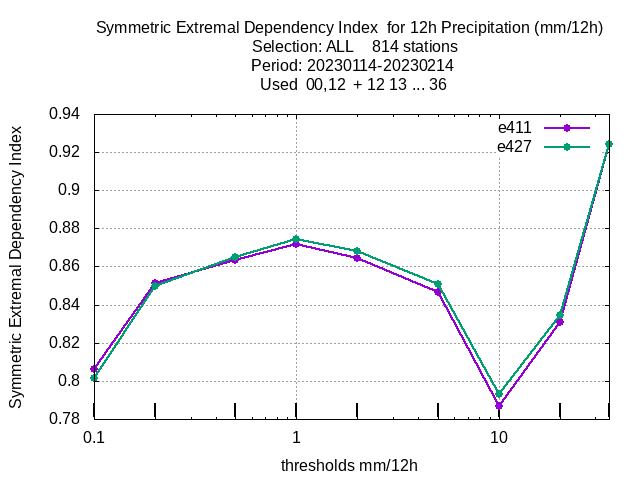 Symmetric Extremal Dependency Index  for 12h Precipitation (mm/12h)
Selection: ALL    814 stations
Period: 20230114-20230214
Used  00,12  + 12 13 ... 36
Symmetric Extremal Dependency Index
0.94
0.92
0.9
0.88
0.86
0.84
0.82
0.8
0.78
e411
e427
0.1
1
10
thresholds mm/12h